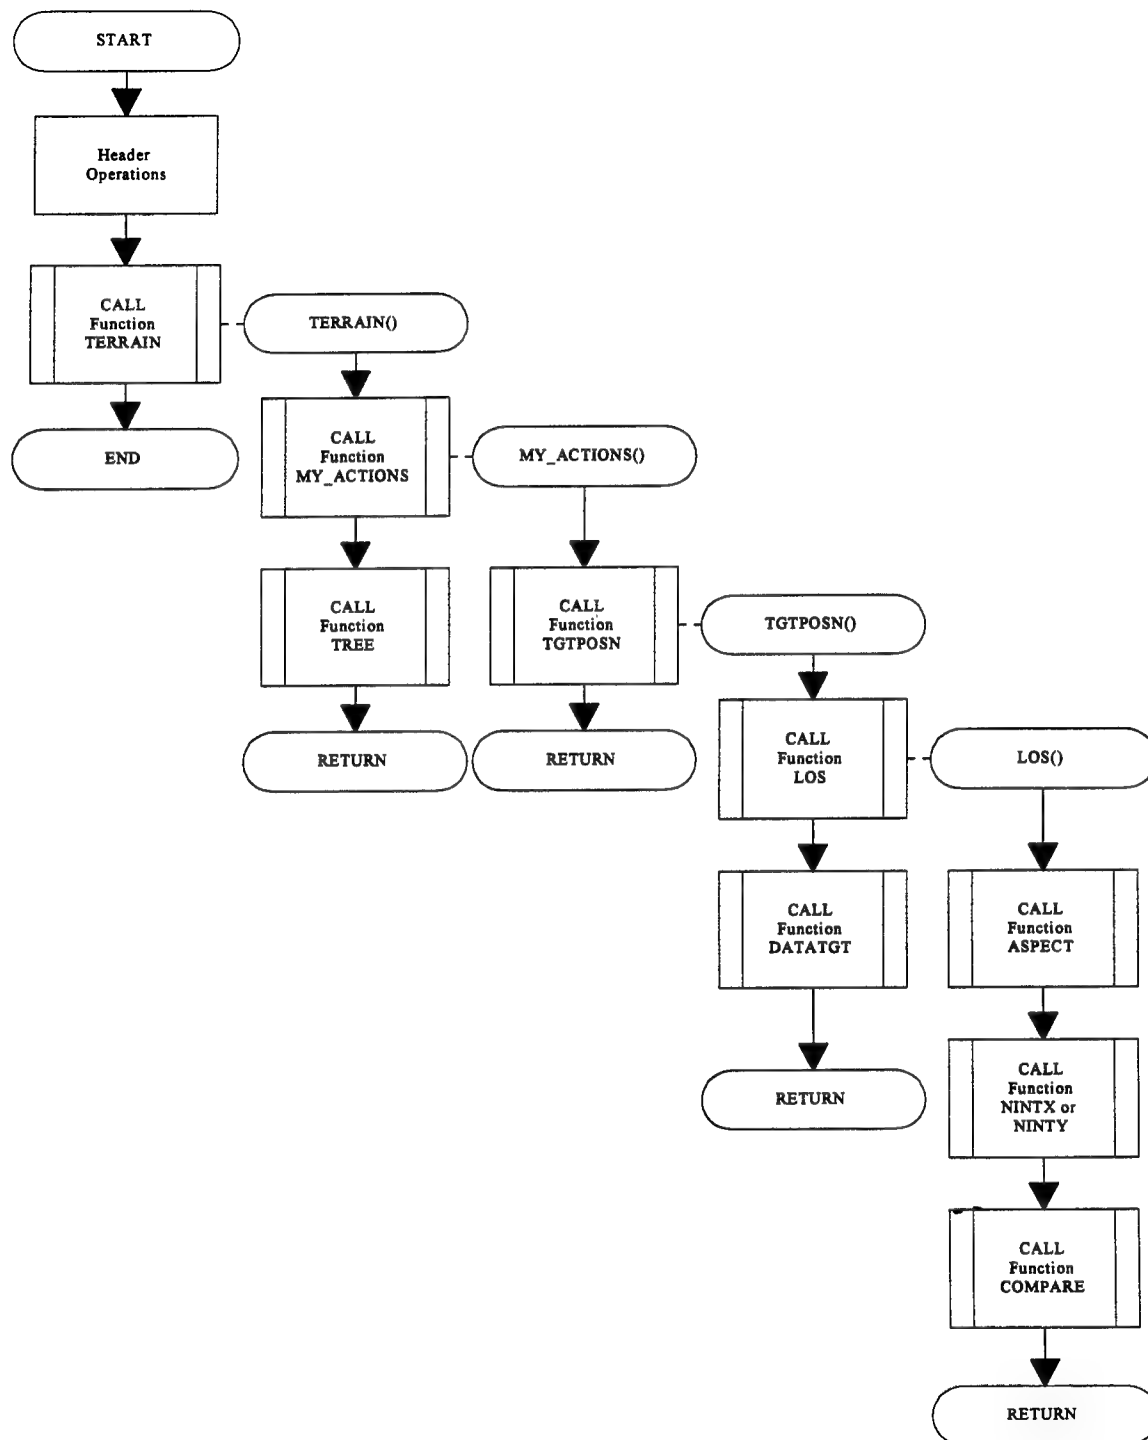 START
Header
Operations
CALL
Function
TERRAIN
END
TERRAIN()
CALL
Function
MY_ACTIONS
CALL
Function
TREE
RETURN
MY_ACTIONS()
CALL
Function
TGTPOSN
RETURN
TGTPOSN()
CALL
Function
LOS
CALL
Function
DATATGT
RETURN
LOS()
CALL
Function
ASPECT
CALL
Function
NINTX or
NINTY
CALL
Function
COMPARE
RETURN